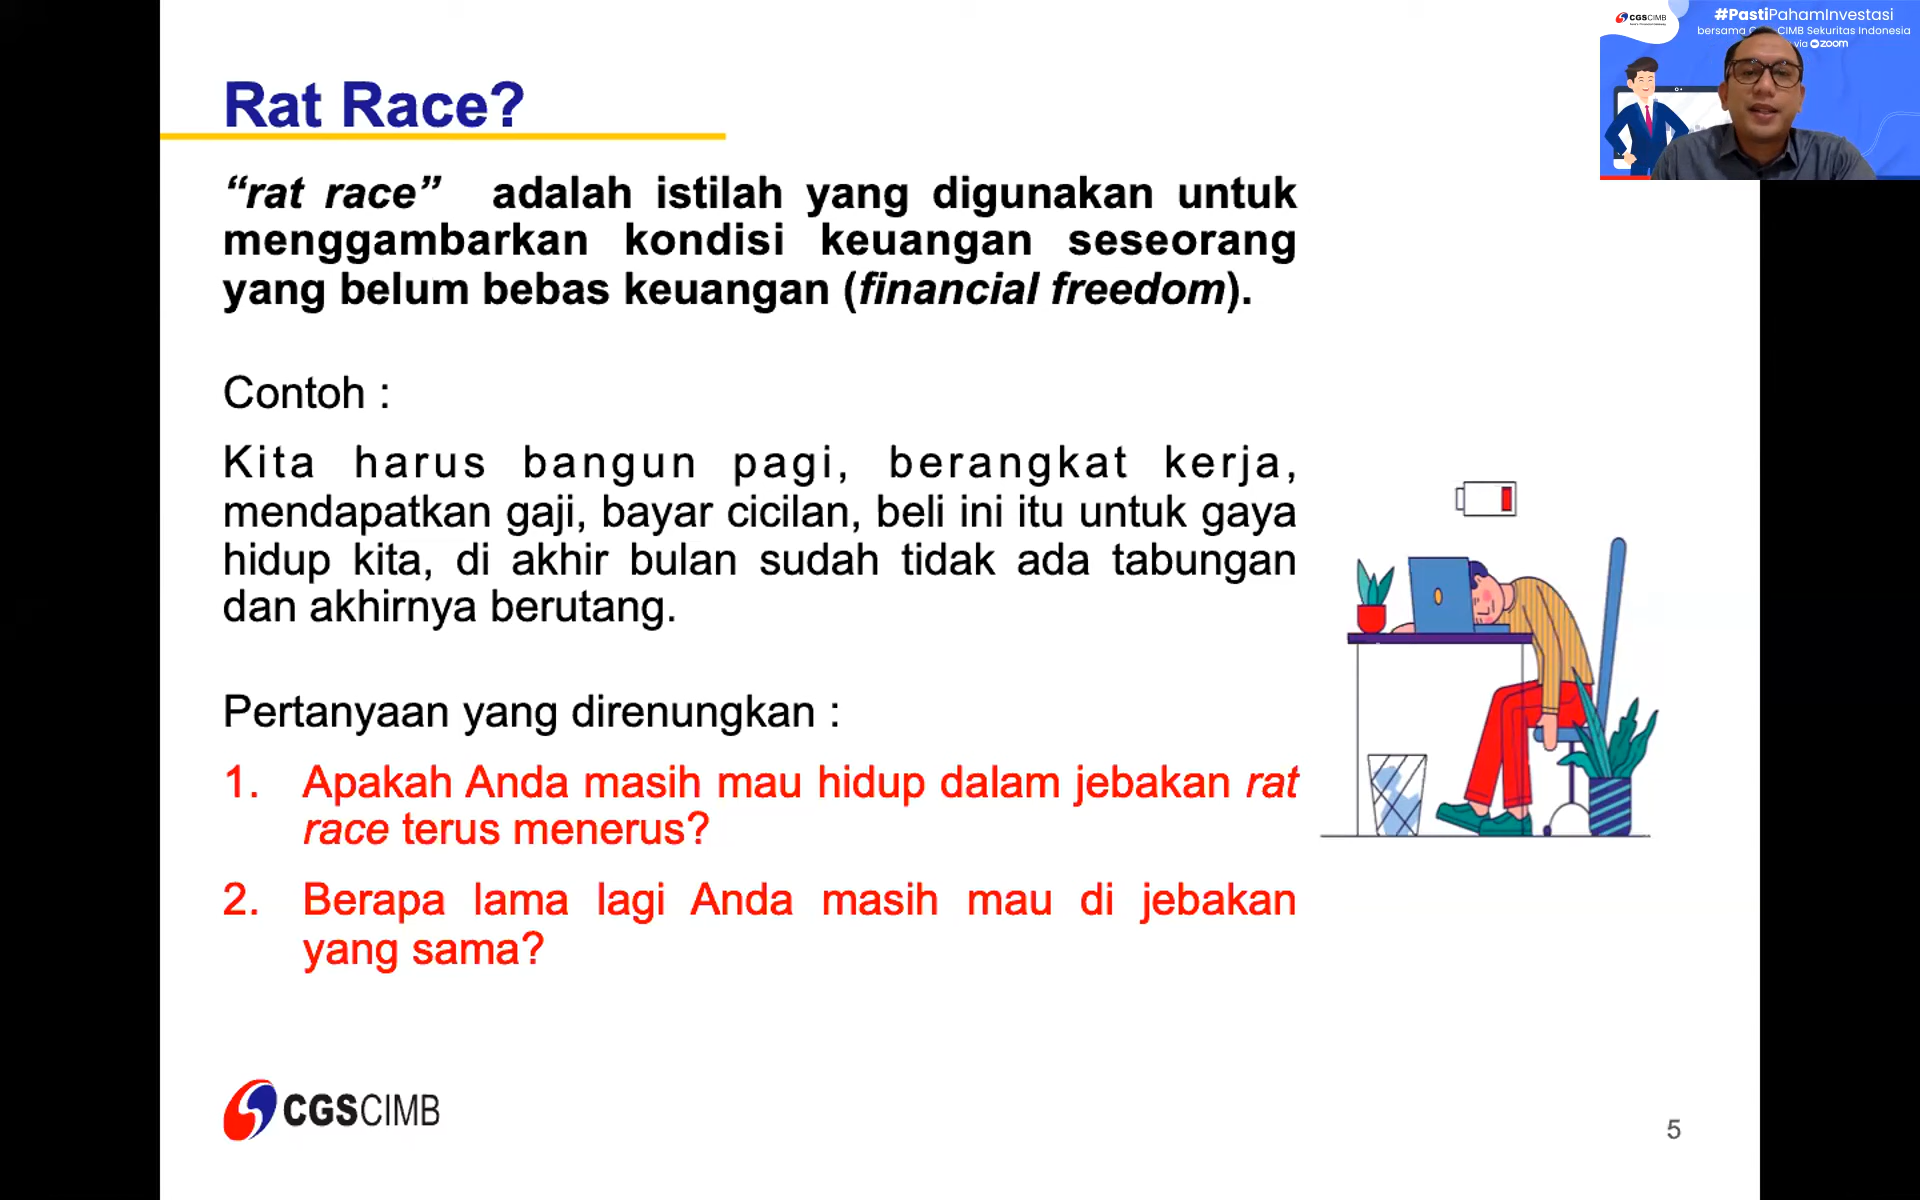 #PastiPahamInvestasi
CGSCIMB
bersama CIMB Sekuritas Indonesia
via zoom
Rat Race?
“rat race” adalah istilah yang digunakan untuk
menggambarkan kondisi keuangan seseorang
yang belum bebas keuangan (financial freedom).
Contoh :
Kita harus bangun pagi, berangkat kerja,
mendapatkan gaji, bayar cicilan, beli ini itu untuk gaya
hidup kita, di akhir bulan sudah tidak ada tabungan
dan akhirnya berutang.
Pertanyaan yang direnungkan :
1. Apakah Anda masih mau hidup dalam jebakan rat
race terus menerus?
2. Berapa lama lagi Anda masih mau di jebakan
yang sama?
CGSCIMB
5